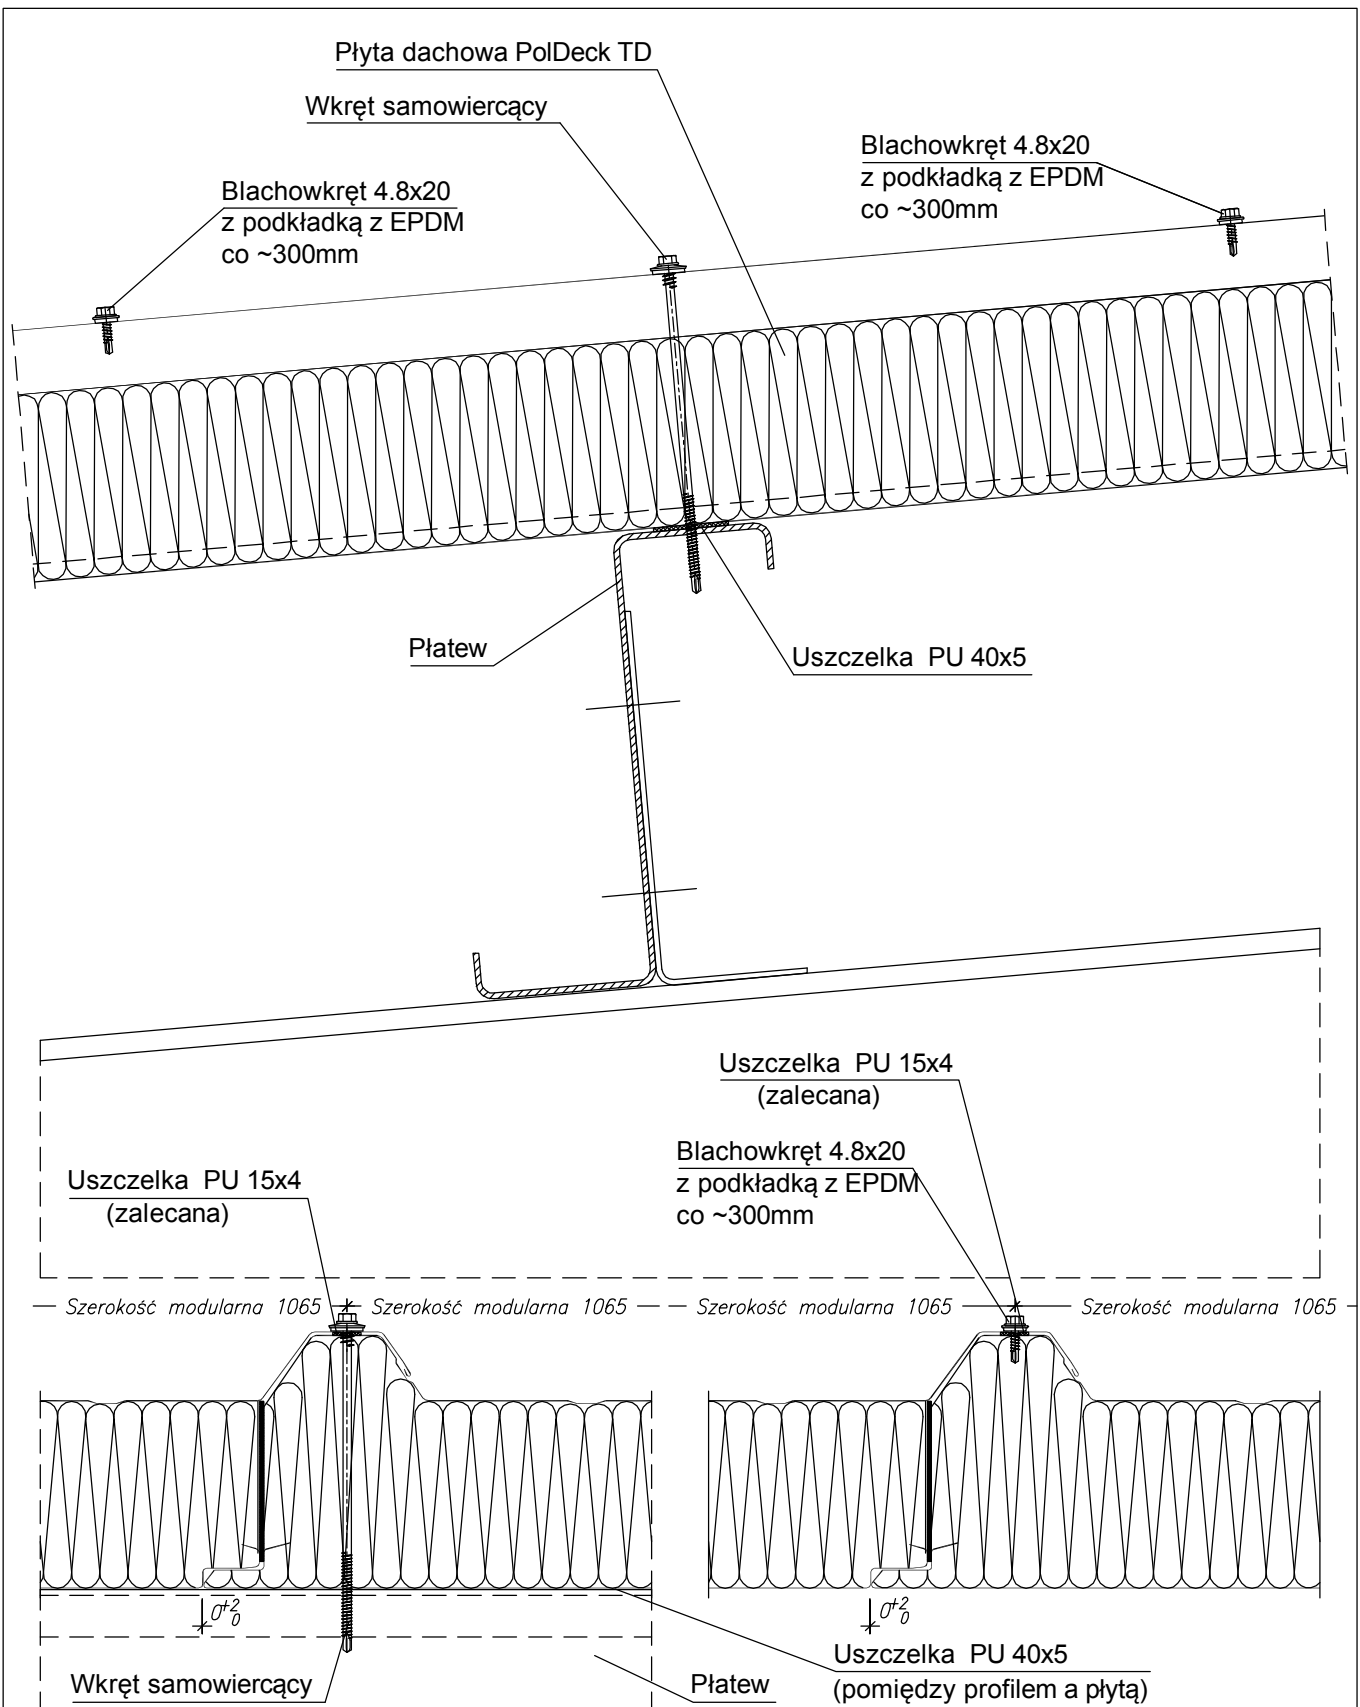 Płyta dachowa PolDeck TD
Wkręt samowiercący
Blachowkręt 4.8x20
z podkładką z EPDM
co ~300mm
Blachowkręt 4.8x20
z podkładką z EPDM
co ~300mm
Płatew
Uszczelka PU 40x5
Uszczelka PU 15x4
(zalecana)
Blachowkręt 4.8x20
z podkładką z EPDM
co ~300mm
Uszczelka PU 15x4
(zalecana)
Szerokość modularna 1065
Szerokość modularna 1065
Szerokość modularna 1065
Szerokość modularna 1065
0+2 0
0+2 0
Wkręt samowiercący
Płatew
Uszczelka PU 40x5
(pomiędzy profilem a płytą)